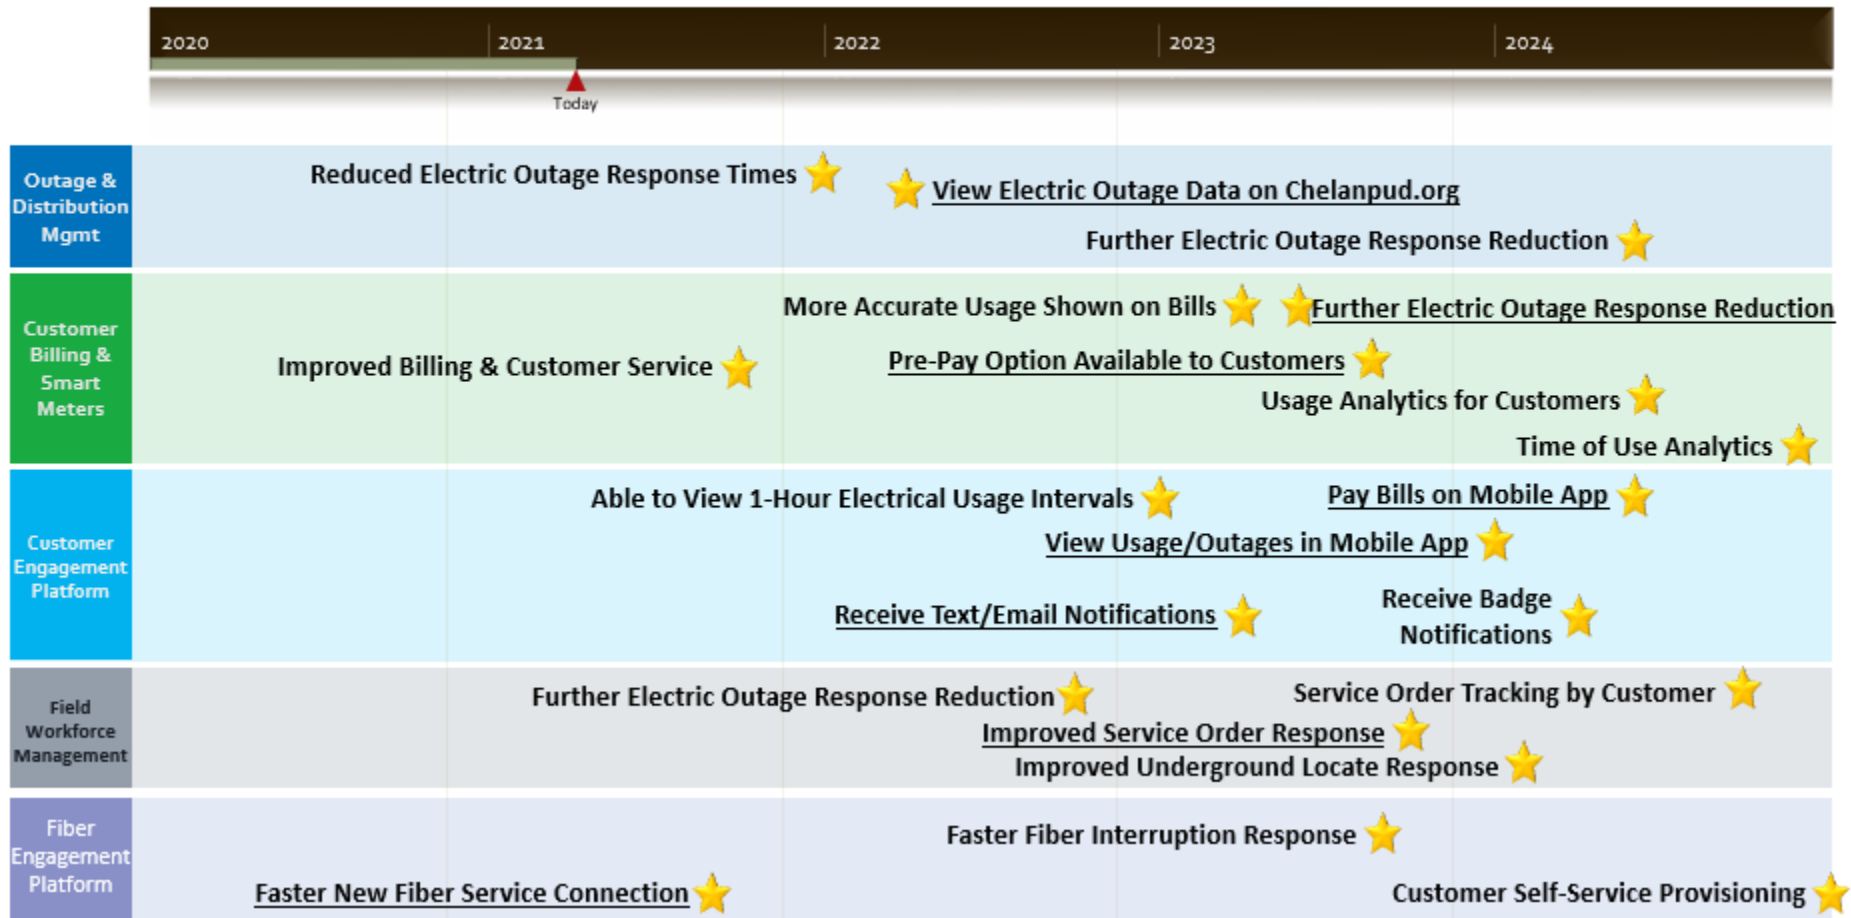 2020 2021 2022 2023 2024
Today
Outage &
Distribution
Mgmt
Reduced Electric Outage Response Times
View Electric Outage Data on Chelanpud.org
Further Electric Outage Response Reduction
Customer
Billing &
Smart
Meters
More Accurate Usage Shown on Bills
Further Electric Outage Response Reduction
Improved Billing & Customer Service
Pre-Pay Option Available to Customers
Usage Analytics for Customers
Time of Use Analytics
Customer
Engagement
Platform
Able to View 1-Hour Electrical Usage Intervals
Pay Bills on Mobile App
View Usage/Outages in Mobile App
Receive Text/Email Notifications
Receive Badge
Notifications
Field
Workforce
Management
Further Electric Outage Response Reduction
Service Order Tracking by Customer
Improved Service Order Response
Improved Underground Locate Response
Fiber
Engagement
Platform
Faster Fiber Interruption Response
Faster New Fiber Service Connection
Customer Self-Service Provisioning